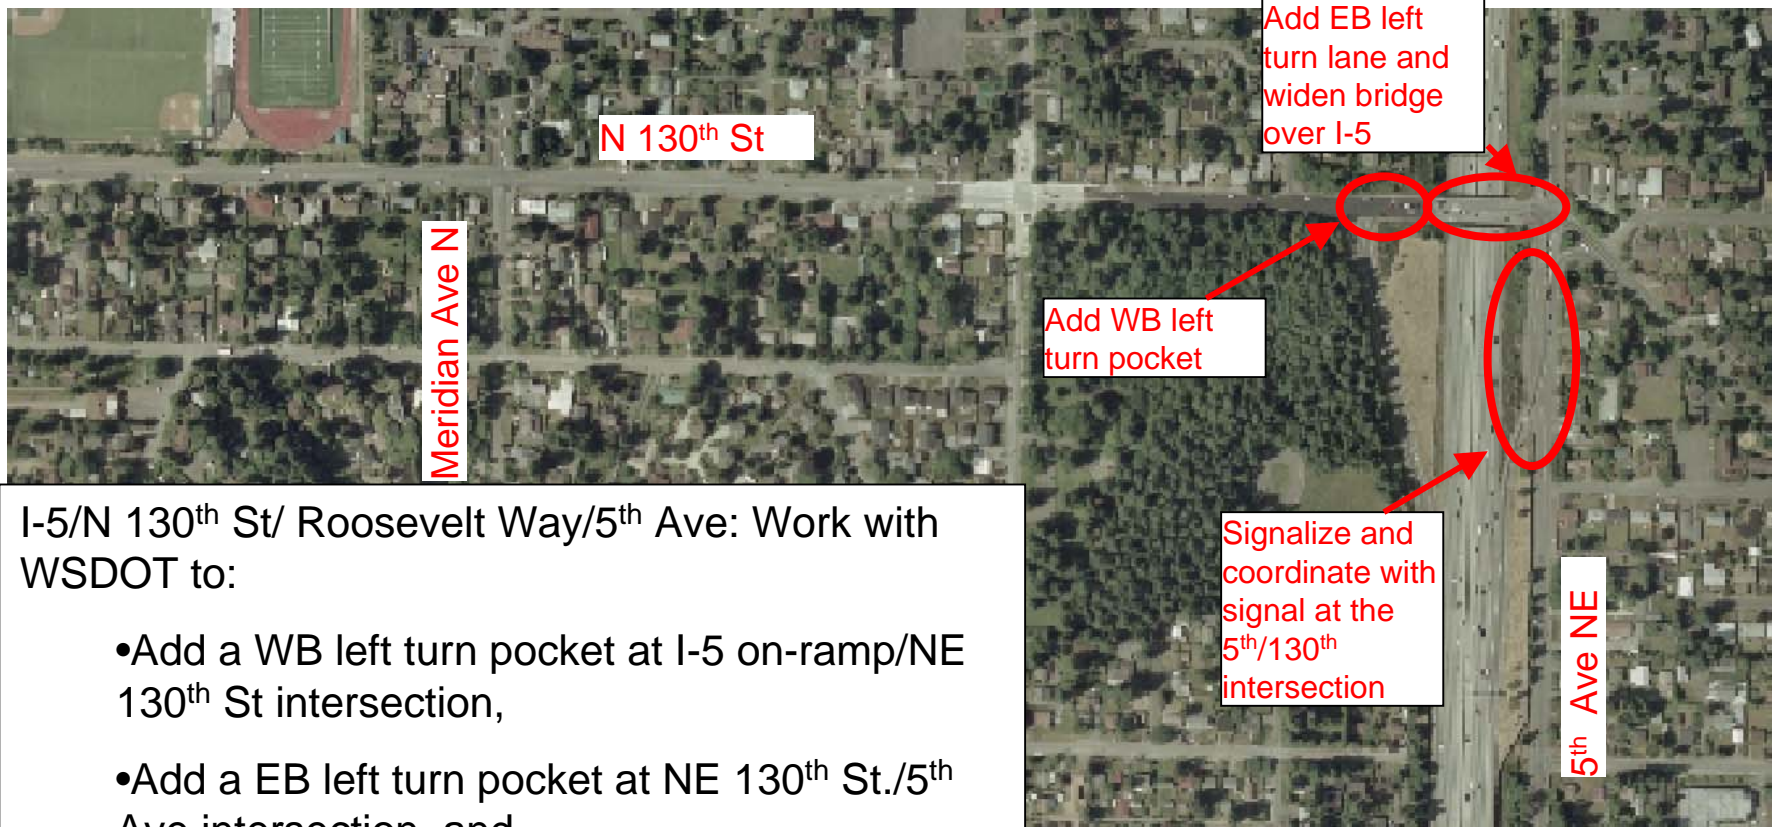 Add EB left
turn lane and
widen bridge
over I-5
N 130th St
Meridian Ave N
Add WB left
turn pocket
Signalize and
coordinate with
signal at the
5th/130th
intersection
5th Ave NE
I-5/N 130th St/ Roosevelt Way/5th Ave: Work with
WSDOT to:
•Add a WB left turn pocket at I-5 on-ramp/NE
130th St intersection,
•Add a EB left turn pocket at NE 130th St./5th
Ave intersection, and